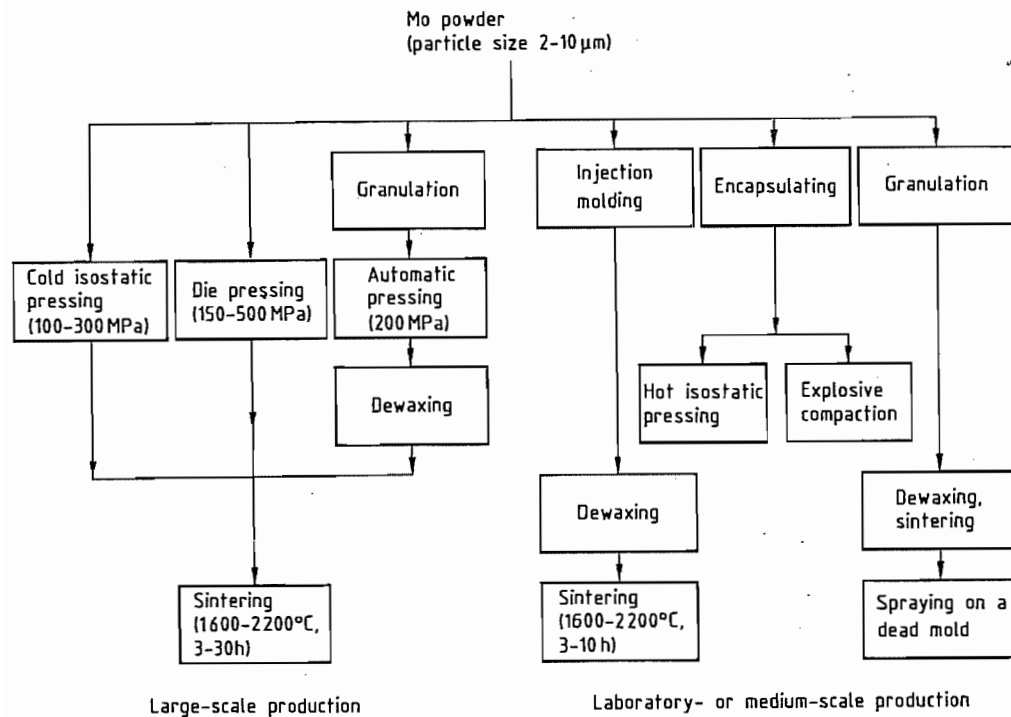 Mo powder
(particle size 2-10 μm)
Granulation
Injection
molding
Encapsulating
Granulation
Cold isostatic
pressing
(100-300 MPa)
Die pressing
(150-500 MPa)
Automatic
pressing
(200 MPa)
Dewaxing
Hot isostatic
pressing
Explosive
compaction
Dewaxing
Dewaxing,
sintering
Sintering
(1600-2200°C,
3-30h)
Sintering
(1600-2200°C,
3-10h)
Spraying on a
dead mold
Large-scale production
Laboratory- or medium-scale production